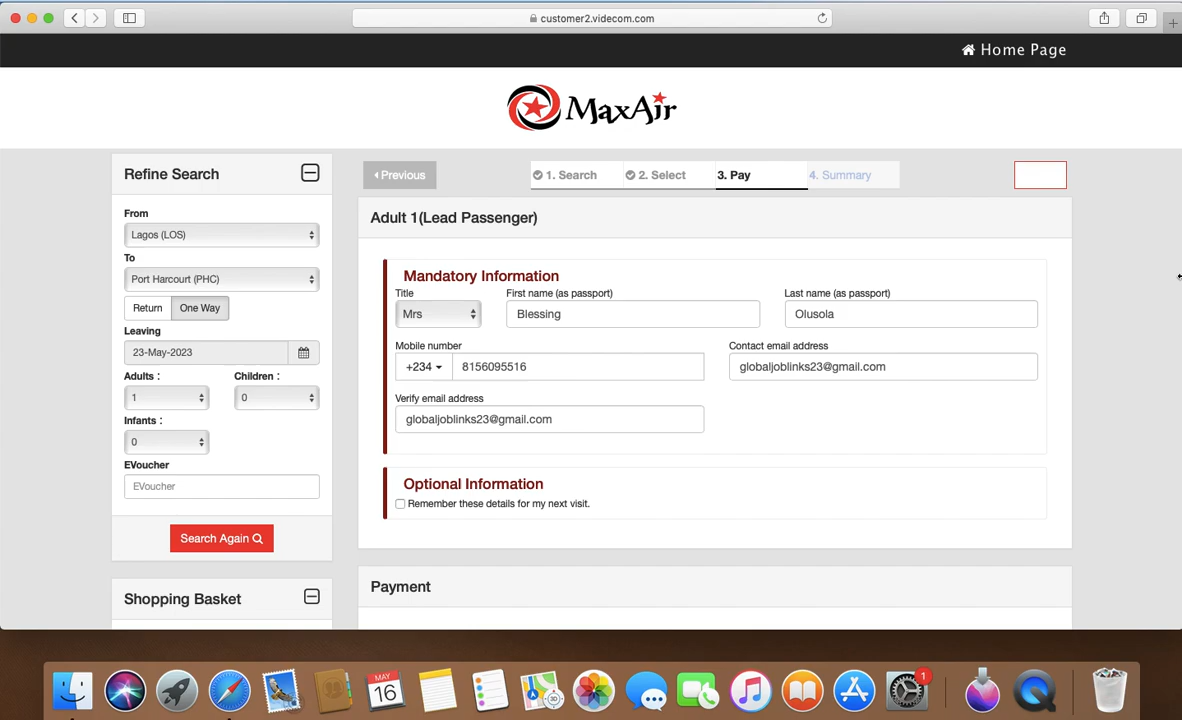 customer2.videcom.com
Home Page
MaxAir
Refine Search
Previous
1. Search
2. Select
3. Pay
4. Summary
From
Lagos (LOS)
To
Port Harcourt (PHC)
Return
One Way
Leaving
23-May-2023
Adults :
Children :
1
0
Infants :
0
EVoucher
EVoucher
Search Again
Shopping Basket
Adult 1(Lead Passenger)
Mandatory Information
Title
First name (as passport)
Last name (as passport)
Mrs
Blessing
Olusola
Mobile number
Contact email address
+234
8156095516
globaljoblinks23@gmail.com
Verify email address
globaljoblinks23@gmail.com
Optional Information
Remember these details for my next visit.
Payment
MAY
16
3D
1